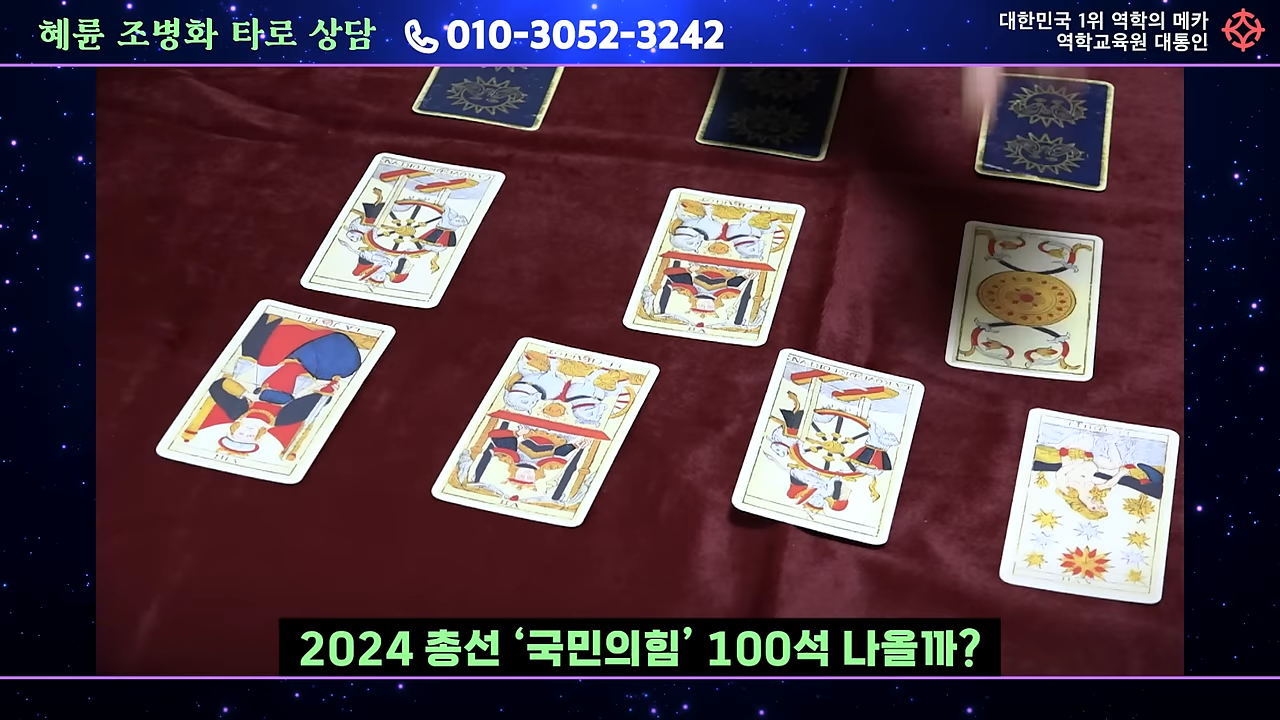 혜륜 조병화 타로 상담
010-3052-3242
대한민국 1위 역학의 메카
역학교육원 대통인
2024 총선 ‘국민의힘’ 100석 나올까?